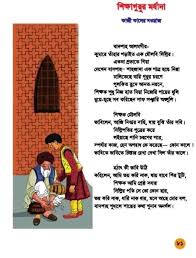 শিক্ষাগুরুর মর্যাদা
কাজী কাদের নেওয়াজ
বাদশাহ আলমগীর-
কুমারে তাঁহার পড়াইত এক মৌলবি দিল্লীর।
একদা প্রভাতে গিয়া
দেখেন বাদশাহ- শাহজাদা এক পাত্র হস্তে নিয়া
ঢালিতেছে বারি গুরুর চরণে
পুলকিত হৃদে আনত-নয়নে,
শিক্ষক শুধু নিজ হাত দিয়া নিজেরি পায়ের ধুলি
ধুয়ে-মুছে সব করিছেন সাফ সঞ্চারি অঙ্গুলি।
শিক্ষক মৌলবি
ভাবিলেন, আজি নিস্তার নাহি, যায় বুঝি তাঁর সবি।
দিল্লীপতির পুত্রের করে
লইয়াছে পানি চরণের পরে,
স্পর্ধার কাজ, হেন অপরাধ কে করেছে— কোন কালে!
ভাবিতে ভাবিতে চিন্তার রেখা দেখা দিল তাঁর ভালে।
হঠাৎ কী ভাবি উঠি
কহিলেন, আমি ভয় করি নাক, যায় যাবে শির টুটি,
শিক্ষক আমি শ্রেষ্ঠ সবার
দিল্লীর পতি সে তো কোন ছার,
ভয় করি নাক, ধারি নাক ধার, মনে আছে মোর বল,
বাদশাহ শুধালে শাস্ত্রের কথা শুনাব অনর্গল।